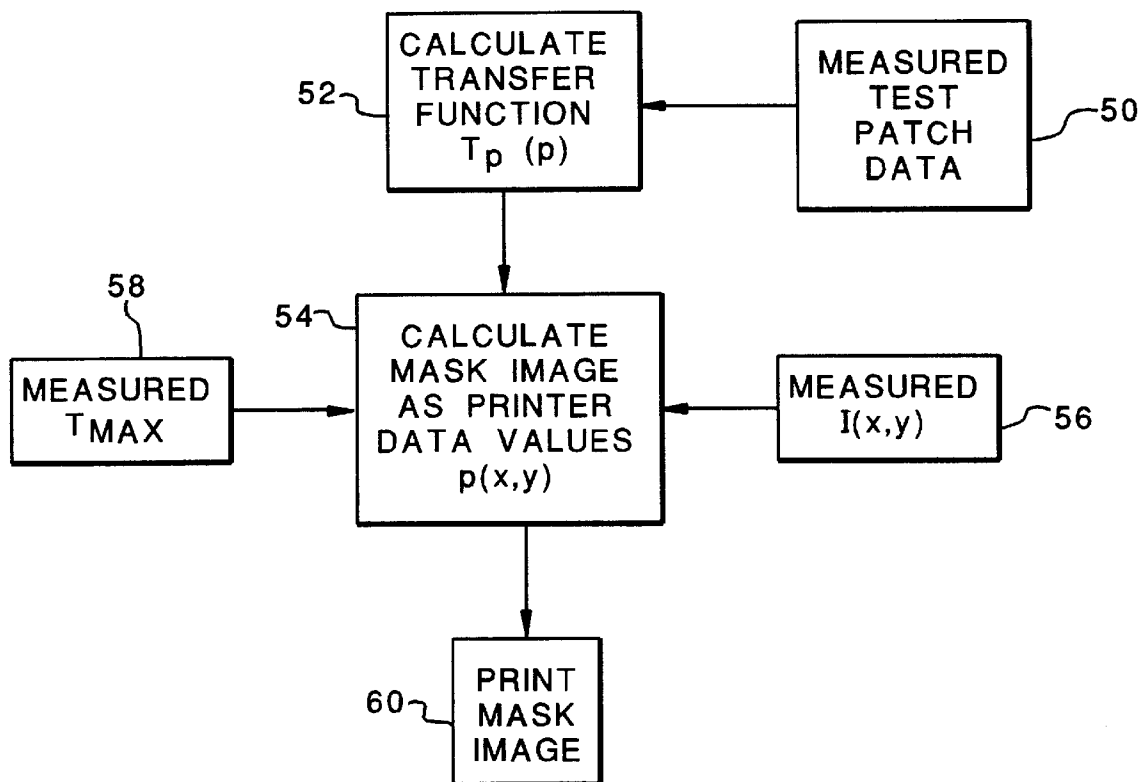 CALCULATE
TRANSFER
FUNCTION
Tp (p)
52
MEASURED
TEST
PATCH
DATA
50
58
MEASURED
TMAX
54
CALCULATE
MASK IMAGE
AS PRINTER
DATA VALUES
p(x,y)
MEASURED
I(x,y)
56
60
PRINT
MASK
IMAGE